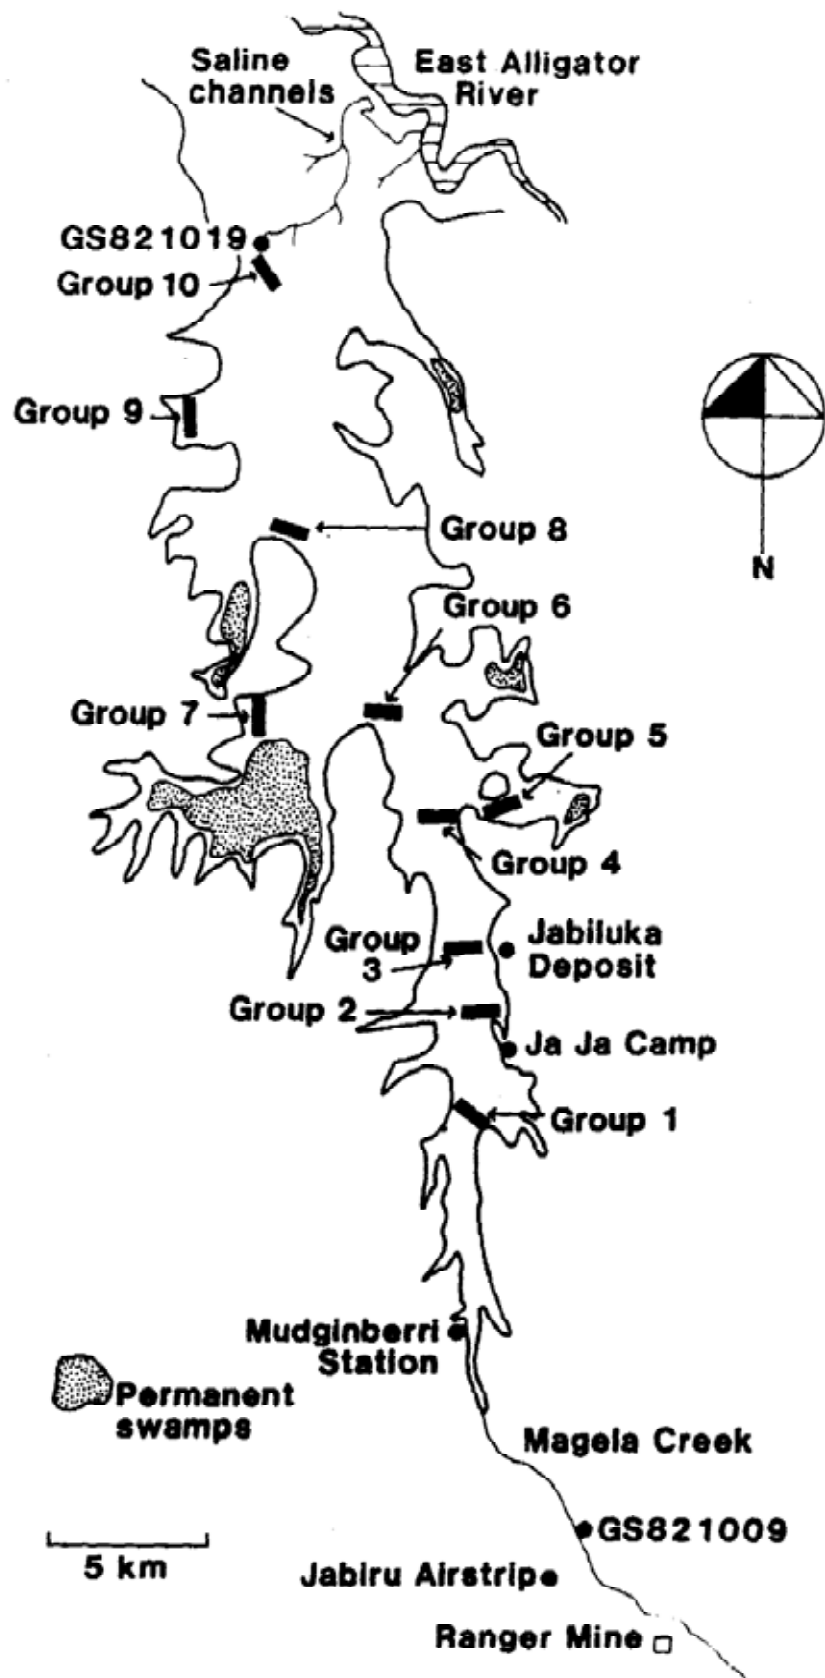 Saline
channels
East Alligator
River
GS821019
Group 10
Group 9
Group 8
N
Group 6
Group 7
Group 5
Group 4
Group
3
Jabiluka
Deposit
Group 2
Ja Ja Camp
Group 1
Mudginberri
Station
Permanent
swamps
Magela Creek
GS821009
5 km
Jabiru Airstrip
Ranger Mine